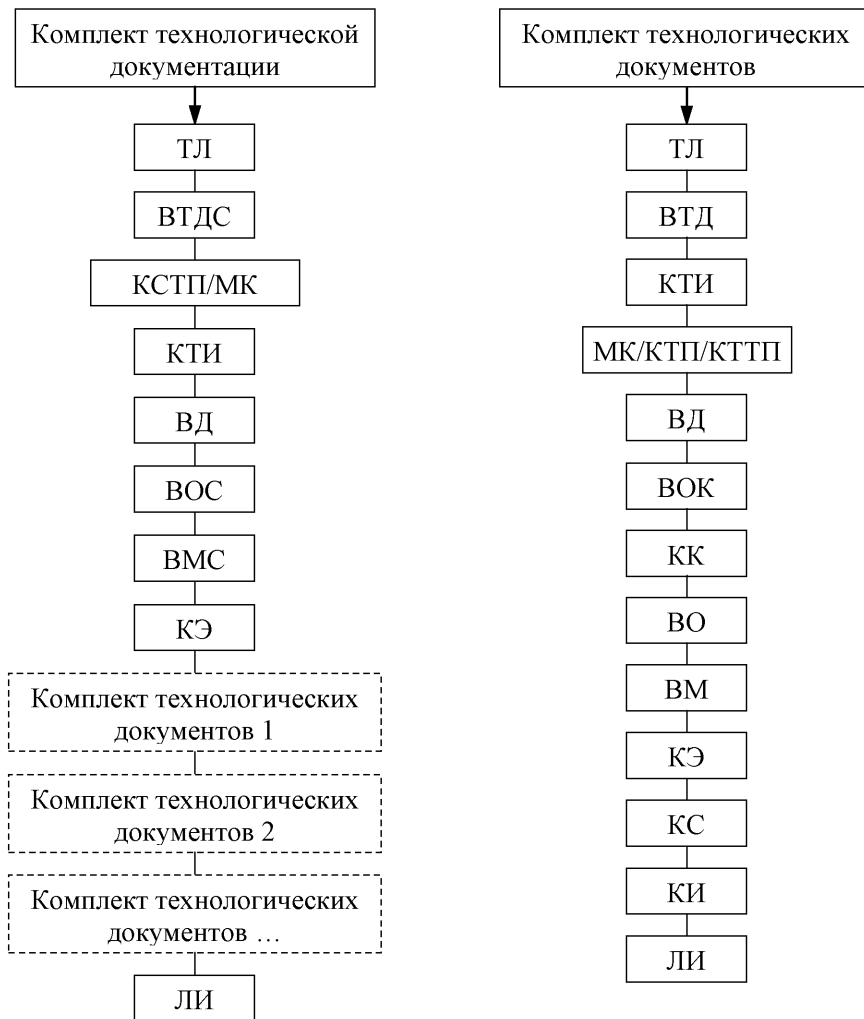 Комплект технологической
документации
ТЛ
ВТДС
КСТП/МК
КТИ
ВД
ВОС
ВМС
КЭ
Комплект технологических
документов 1
Комплект технологических
документов 2
Комплект технологических
документов ...
ЛИ
Комплект технологических
документов
ТЛ
ВТД
КТИ
МК/КТП/КТТП
ВД
ВОК
КК
ВО
ВМ
КЭ
КС
КИ
ЛИ